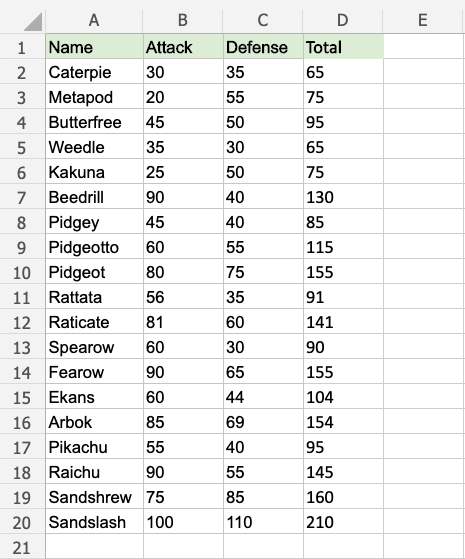 A B C D E
1 Name Attack Defense Total
2 Caterpie 30 35 65
3 Metapod 20 55 75
4 Butterfree 45 50 95
5 Weedle 35 30 65
6 Kakuna 25 50 75
7 Beedrill 90 40 130
8 Pidgey 45 40 85
9 Pidgeotto 60 55 115
10 Pidgeot 80 75 155
11 Rattata 56 35 91
12 Raticate 81 60 141
13 Spearow 60 30 90
14 Fearow 90 65 155
15 Ekans 60 44 104
16 Arbok 85 69 154
17 Pikachu 55 40 95
18 Raichu 90 55 145
19 Sandshrew 75 85 160
20 Sandslash 100 110 210
21